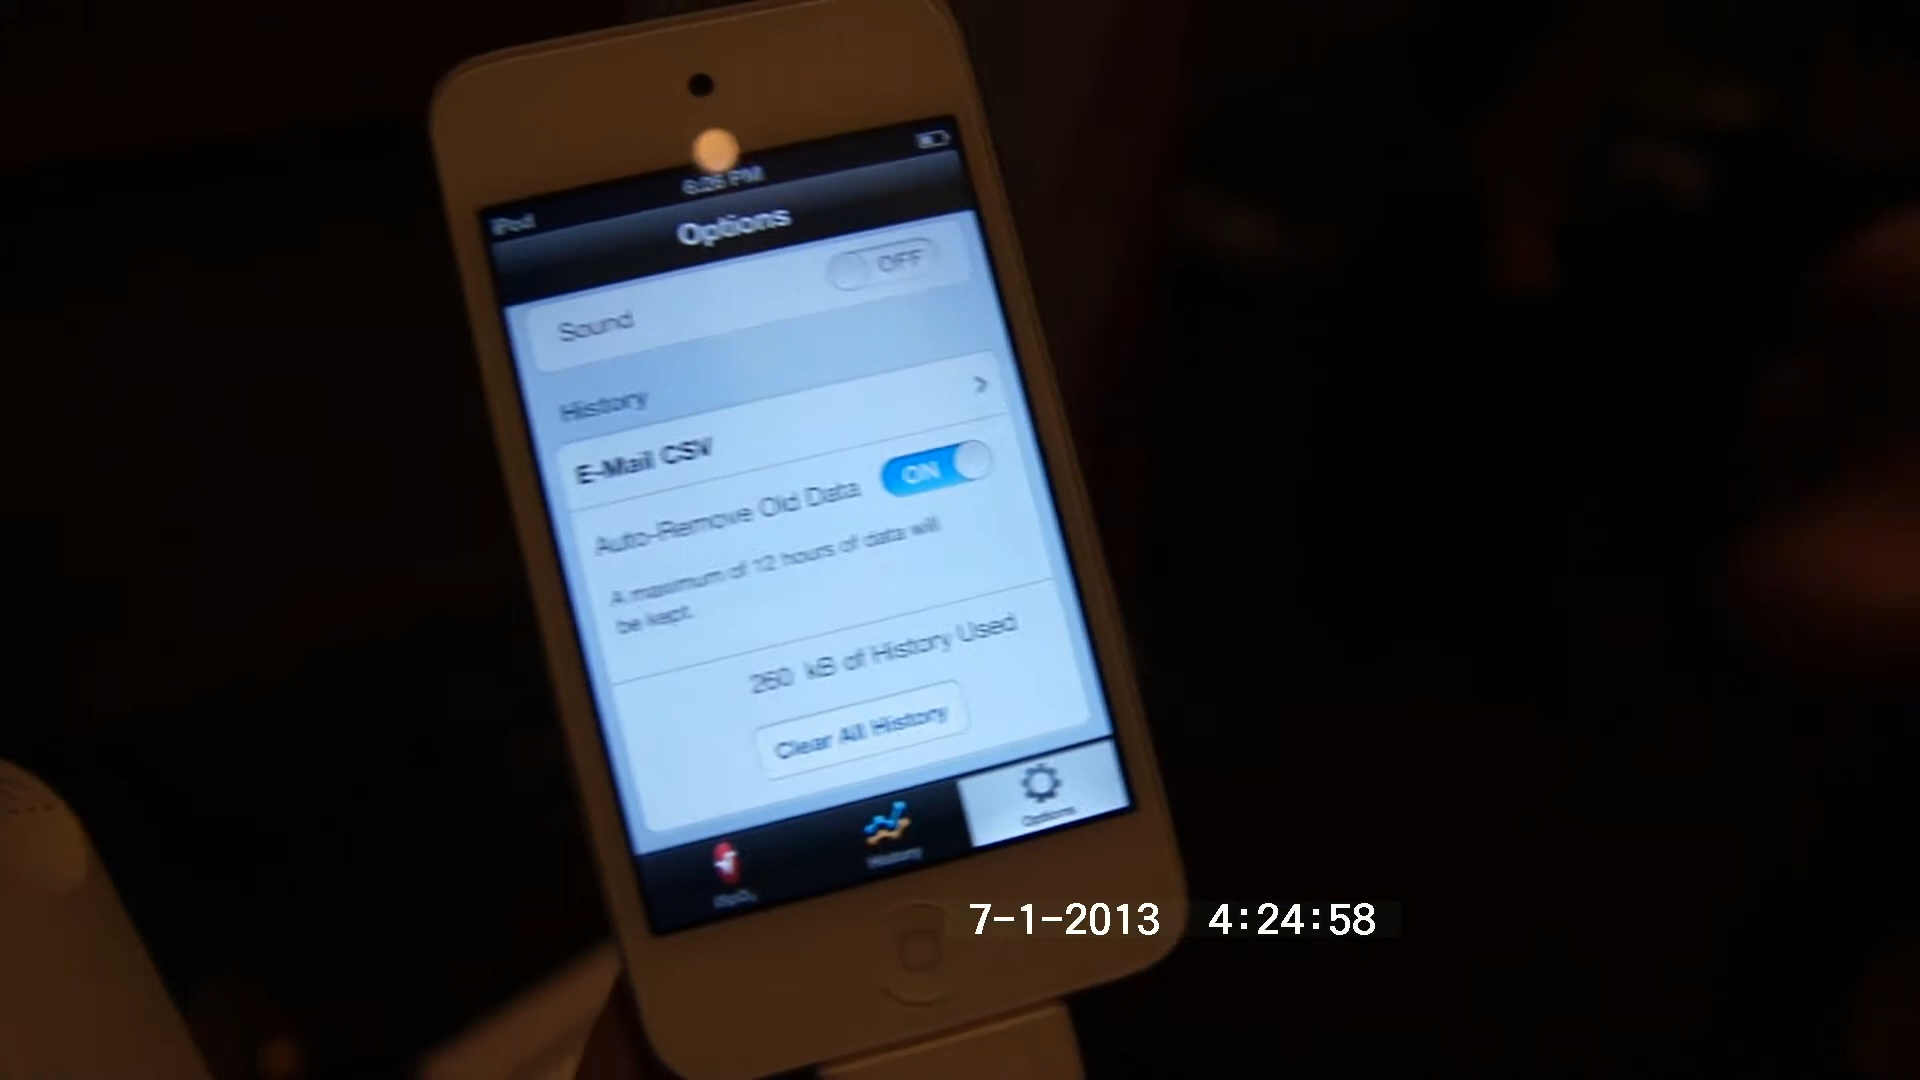 iPod
6:26 PM
Options
Sound
OFF
History
E-Mail CSV
Auto-Remove Old Data
ON
A maximum of 12 hours of data will
be kept.
260 kB of History Used
Clear All History
iSpO₂
History
Options
7-1-2013 4:24:58